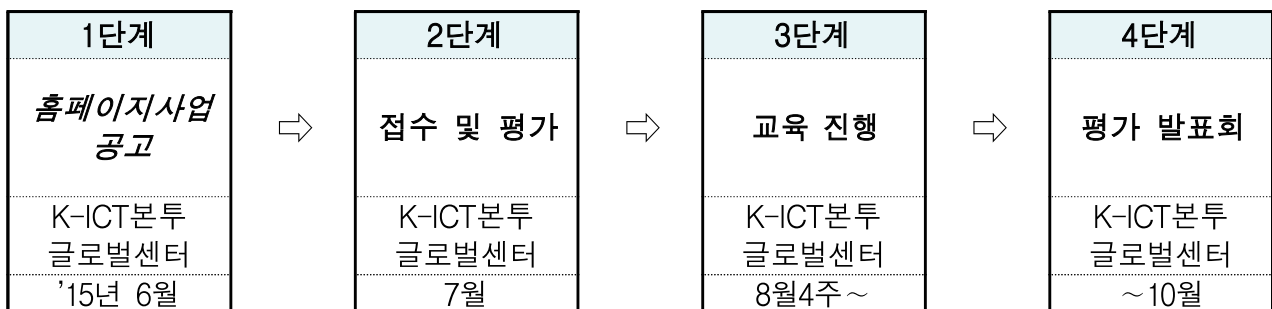 1단계
홈페이지사업
공고
K-ICT본투
글로벌센터
'15년 6월
⇨
2단계
접수 및 평가
K-ICT본투
글로벌센터
7월
⇨
3단계
교육 진행
K-ICT본투
글로벌센터
8월4주～
⇨
4단계
평가 발표회
K-ICT본투
글로벌센터
～10월